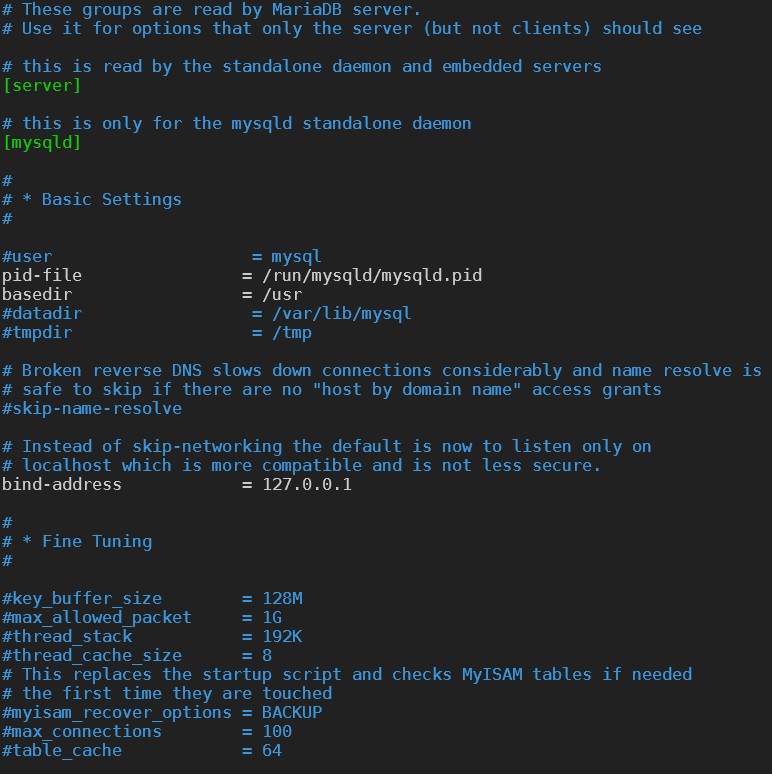 # These groups are read by MariaDB server.
# Use it for options that only the server (but not clients) should see
# this is read by the standalone daemon and embedded servers
[server]
# this is only for the mysqld standalone daemon
[mysqld]
#
# * Basic Settings
#
#user                    = mysql
pid-file                = /run/mysqld/mysqld.pid
basedir                 = /usr
#datadir                 = /var/lib/mysql
#tmpdir                  = /tmp
# Broken reverse DNS slows down connections considerably and name resolve is
# safe to skip if there are no "host by domain name" access grants
#skip-name-resolve
# Instead of skip-networking the default is now to listen only on
# localhost which is more compatible and is not less secure.
bind-address            = 127.0.0.1
#
# * Fine Tuning
#
#key_buffer_size        = 128M
#max_allowed_packet     = 1G
#thread_stack           = 192K
#thread_cache_size      = 8
# This replaces the startup script and checks MyISAM tables if needed
# the first time they are touched
#myisam_recover_options = BACKUP
#max_connections        = 100
#table_cache            = 64